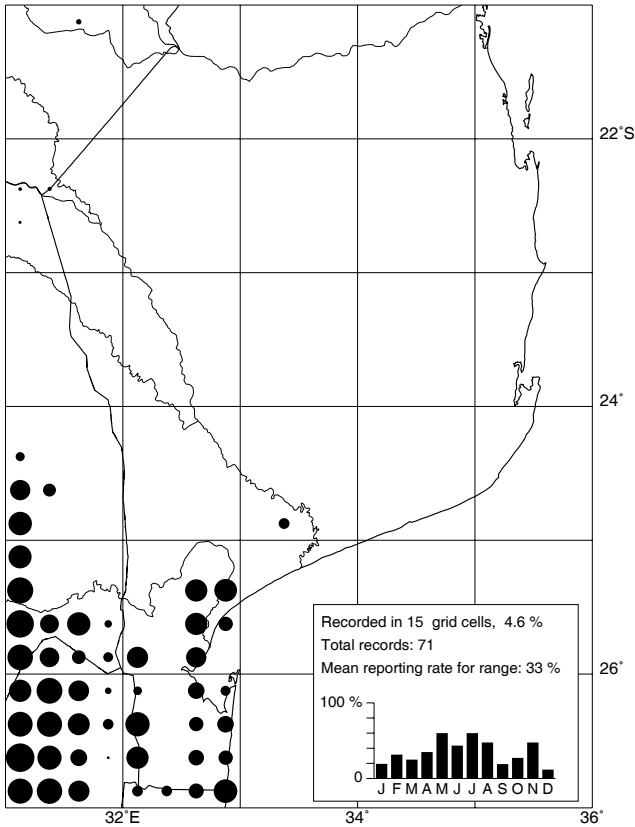 22°S
24°
Recorded in 15 grid cells, 4.6 %
Total records: 71
Mean reporting rate for range: 33 %
26°
100 %
0
J F M A M J J A S O N D
32°E 34° 36°